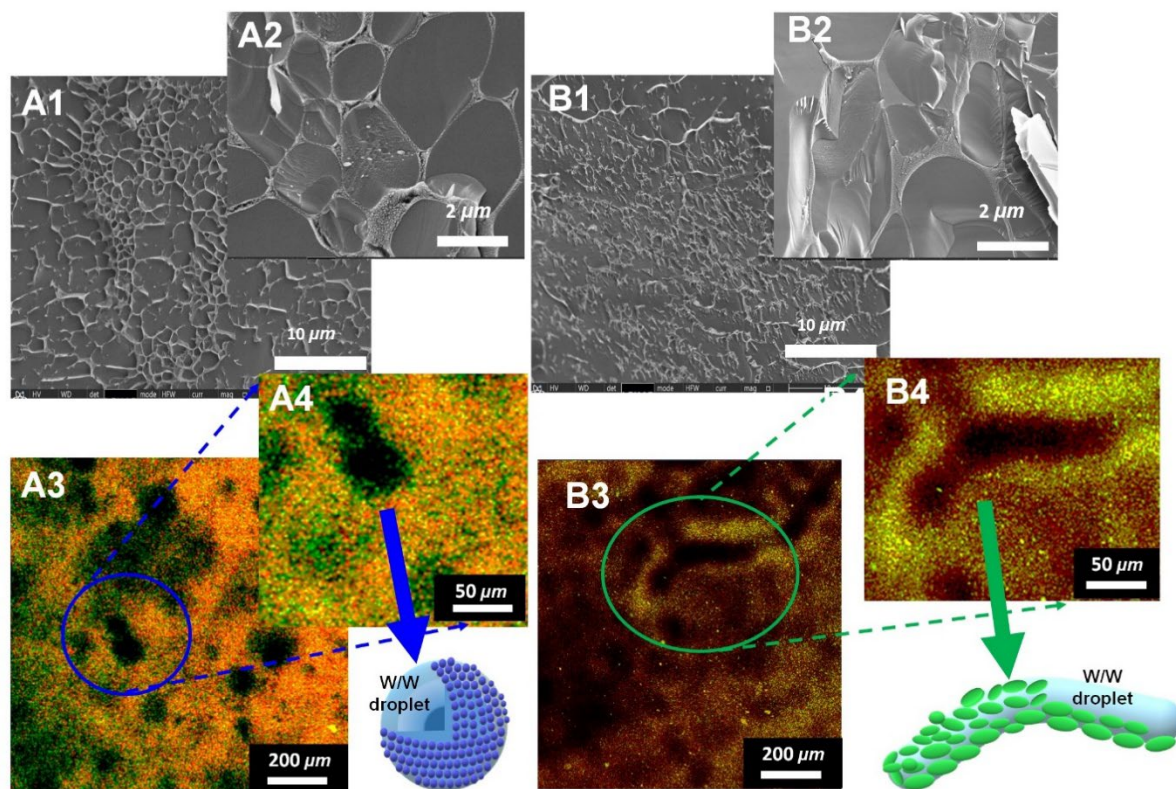 A2
B2
A1
B1
2 µm
2 µm
10 µm
10 µm
HV WD det mode HFW curr mag
HV WD det mode HFW curr mag
A4
B4
A3
B3
50 µm
50 µm
W/W
droplet
W/W
droplet
200 µm
200 µm